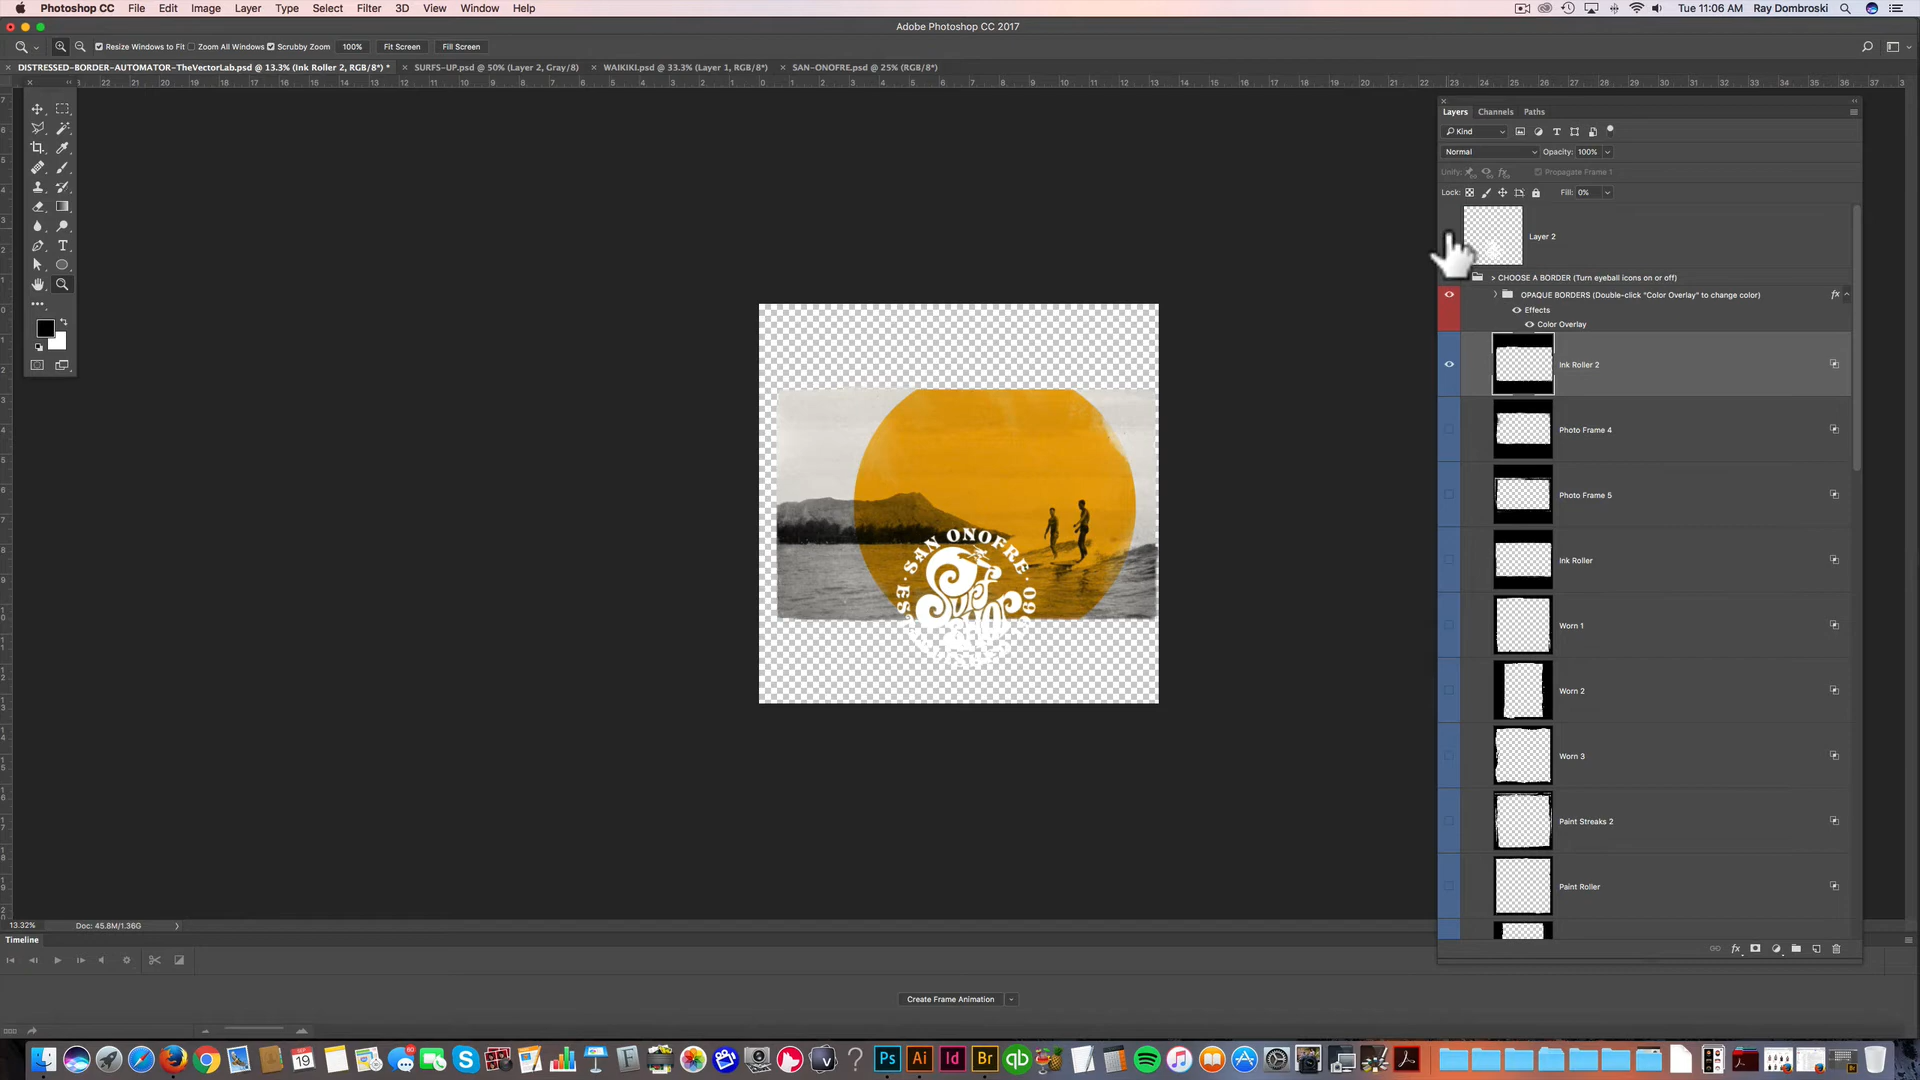 Photoshop CC File Edit Image Layer Type Select Filter 3D View Window Help
Tue 11:06 AM Ray Dombroski
Adobe Photoshop CC 2017
Resize Windows to Fit Zoom All Windows Scrubby Zoom 100% Fit Screen Fill Screen
DISTRESSED-BORDER-AUTOMATOR-TheVectorLab.psd @ 13.3% (Ink Roller 2, RGB/8*) * SURFS-UP.psd @ 50% (Layer 2, Gray/8) WAIKIKI.psd @ 33.3% (Layer 1, RGB/8*) SAN-ONOFRE.psd @ 25% (RGB/8*)
Layers Channels Paths
Kind
Normal Opacity: 100%
Unify: Propagate Frame 1
Lock: Fill: 0%
Layer 2
> CHOOSE A BORDER (Turn eyeball icons on or off)
OPAQUE BORDERS (Double-click "Color Overlay" to change color)
Effects
Color Overlay
Ink Roller 2
Photo Frame 4
Photo Frame 5
Ink Roller
Worn 1
Worn 2
Worn 3
Paint Streaks 2
Paint Roller
SAN ONOFRE
Surf
13.32% Doc: 45.8M/1.36G
Timeline
Create Frame Animation